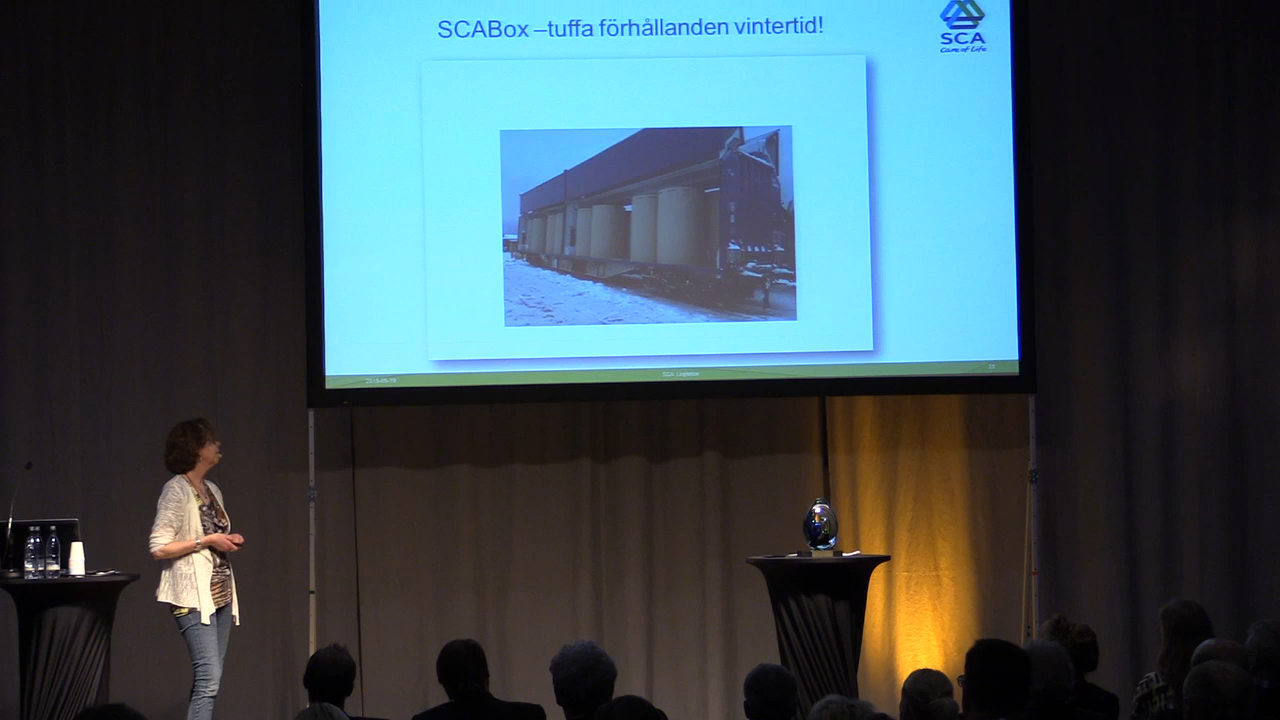 SCABox –tuffa förhållanden vintertid!
SCA
Care of Life
SCA Logistics